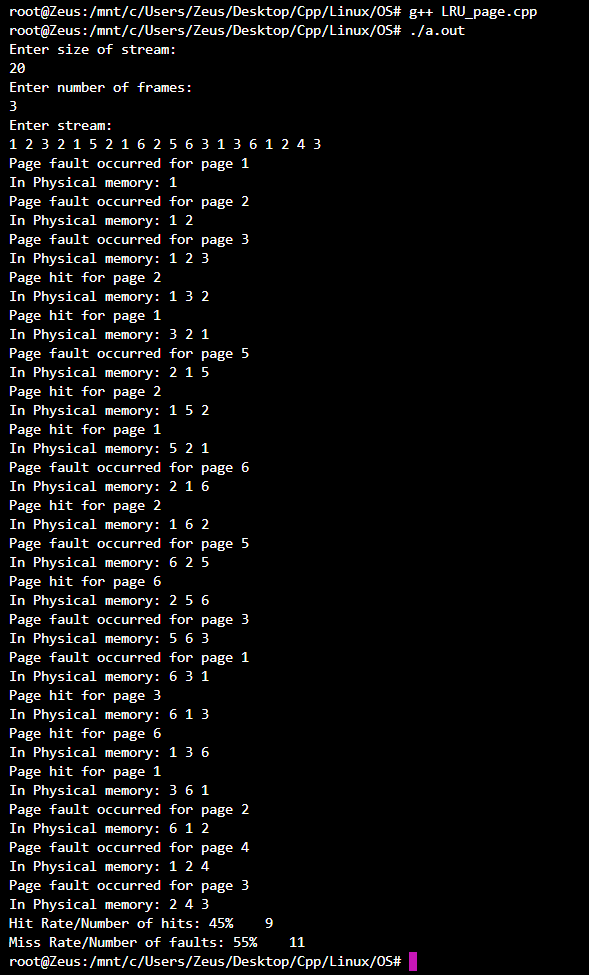 root@Zeus:/mnt/c/Users/Zeus/Desktop/Cpp/Linux/OS# g++ LRU_page.cpp
root@Zeus:/mnt/c/Users/Zeus/Desktop/Cpp/Linux/OS# ./a.out
Enter size of stream:
20
Enter number of frames:
3
Enter stream:
1 2 3 2 1 5 2 1 6 2 5 6 3 1 3 6 1 2 4 3
Page fault occurred for page 1
In Physical memory: 1
Page fault occurred for page 2
In Physical memory: 1 2
Page fault occurred for page 3
In Physical memory: 1 2 3
Page hit for page 2
In Physical memory: 1 3 2
Page hit for page 1
In Physical memory: 3 2 1
Page fault occurred for page 5
In Physical memory: 2 1 5
Page hit for page 2
In Physical memory: 1 5 2
Page hit for page 1
In Physical memory: 5 2 1
Page fault occurred for page 6
In Physical memory: 2 1 6
Page hit for page 2
In Physical memory: 1 6 2
Page fault occurred for page 5
In Physical memory: 6 2 5
Page hit for page 6
In Physical memory: 2 5 6
Page fault occurred for page 3
In Physical memory: 5 6 3
Page fault occurred for page 1
In Physical memory: 6 3 1
Page hit for page 3
In Physical memory: 6 1 3
Page hit for page 6
In Physical memory: 1 3 6
Page hit for page 1
In Physical memory: 3 6 1
Page fault occurred for page 2
In Physical memory: 6 1 2
Page fault occurred for page 4
In Physical memory: 1 2 4
Page fault occurred for page 3
In Physical memory: 2 4 3
Hit Rate/Number of hits: 45%    9
Miss Rate/Number of faults: 55%    11
root@Zeus:/mnt/c/Users/Zeus/Desktop/Cpp/Linux/OS#